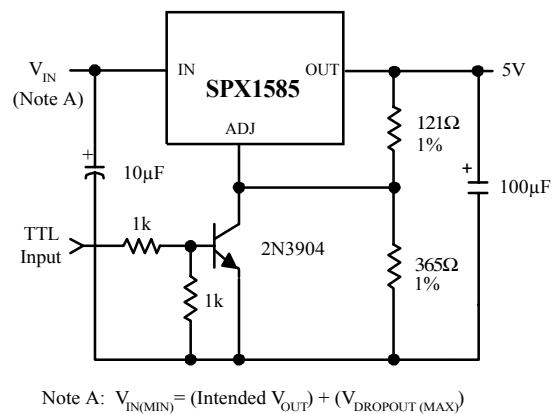 V_IN
(Note A)
IN
SPX1585
OUT
ADJ
5V
121Ω
1%
+
10µF
+
100µF
TTL
Input
1k
2N3904
1k
365Ω
1%
Note A: V_IN(MIN)= (Intended V_OUT) + (V_DROPOUT (MAX))